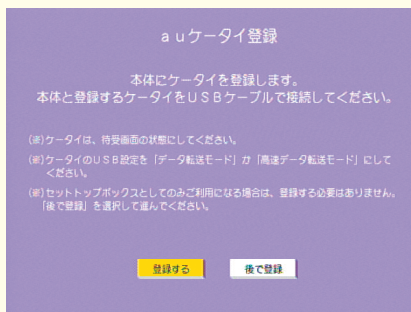 auケータイ登録
本体にケータイを登録します。
本体と登録するケータイをUSBケーブルで接続してください。
(※)ケータイは、待受画面の状態にしてください。
(※)ケータイのUSB設定を「データ転送モード」か「高速データ転送モード」にして
ください。
(※)セットトップボックスとしてのみご利用になる場合は、登録する必要はありません。
「後で登録」を選択して進んでください。
登録する
後で登録